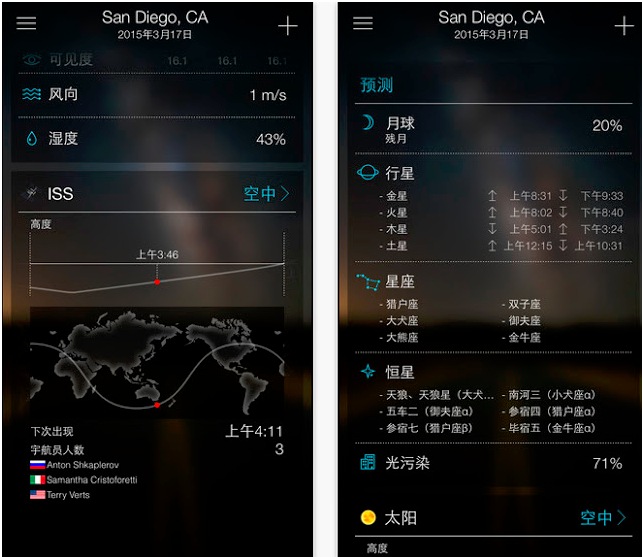 San Diego, CA
2015年3月17日
可见度 16.1 16.1 16.1
风向 1 m/s
湿度 43%
ISS 空中
高度
上午3:46
下次出现 上午4:11
宇航员人数 3
Anton Shkaplerov
Samantha Cristoforetti
Terry Verts
San Diego, CA
2015年3月17日
预测
月球 20%
残月
行星
- 金星 ↑ 上午8:31 ↓ 下午9:33
- 火星 ↑ 上午8:02 ↓ 下午8:40
- 木星 ↓ 上午5:01 ↑ 下午3:24
- 土星 ↑ 上午12:15 ↓ 上午10:31
星座
- 猎户座 - 双子座
- 大犬座 - 御夫座
- 大熊座 - 金牛座
恒星
- 天狼、天狼星（大犬... - 南河三（小犬座α）
- 五车二（御夫座α） - 参宿四（猎户座α）
- 参宿七（猎户座β） - 毕宿五（金牛座α）
光污染 71%
太阳 空中
高度